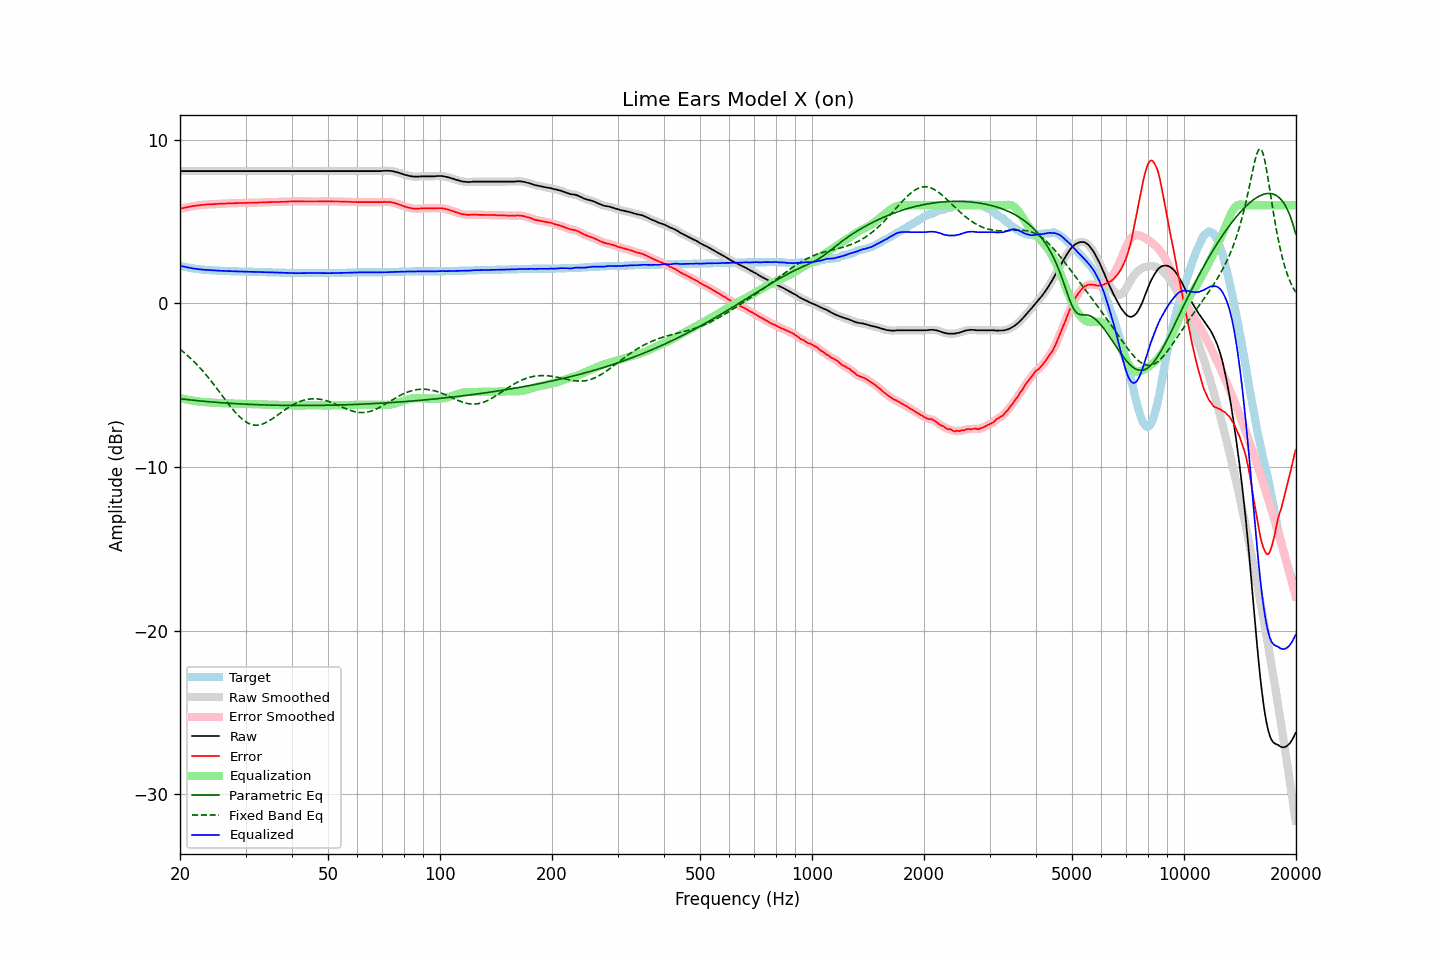 Lime Ears Model X (on)
10
0
−10
−20
−30
Amplitude (dBr)
Target
Raw Smoothed
Error Smoothed
Raw
Error
Equalization
Parametric Eq
Fixed Band Eq
Equalized
20 50 100 200 500 1000 2000 5000 10000 20000
Frequency (Hz)